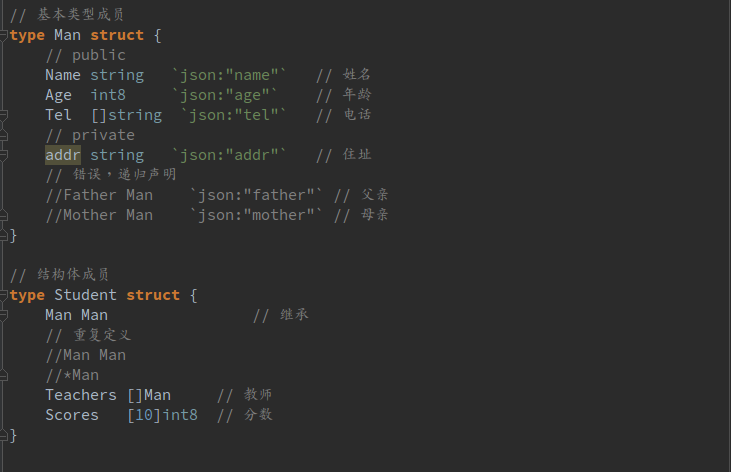 // 基本类型成员
type Man struct {
    // public
    Name string   `json:"name"`   // 姓名
    Age  int8     `json:"age"`    // 年龄
    Tel  []string  `json:"tel"`   // 电话
    // private
    addr string   `json:"addr"`   // 住址
    // 错误，递归声明
    //Father Man    `json:"father"` // 父亲
    //Mother Man    `json:"mother"` // 母亲
}
// 结构体成员
type Student struct {
    Man Man                // 继承
    // 重复定义
    //Man Man
    //*Man
    Teachers []Man     // 教师
    Scores   [10]int8  // 分数
}